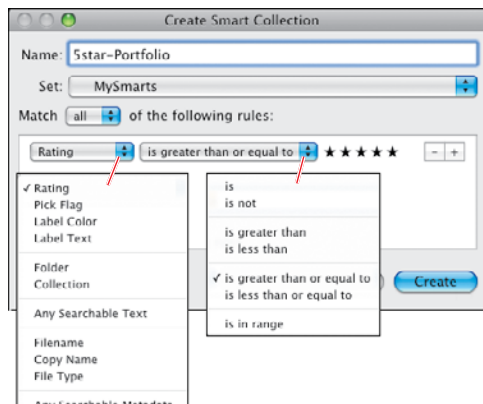 Create Smart Collection
Name: 5star-Portfolio
Set: MySmarts
Match all of the following rules:
Rating is greater than or equal to ★ ★ ★ ★ ★ − +
✓ Rating
Pick Flag
Label Color
Label Text
Folder
Collection
Any Searchable Text
Filename
Copy Name
File Type
Any Searchable Metadata
is
is not
is greater than
is less than
✓ is greater than or equal to
is less than or equal to
is in range
Create